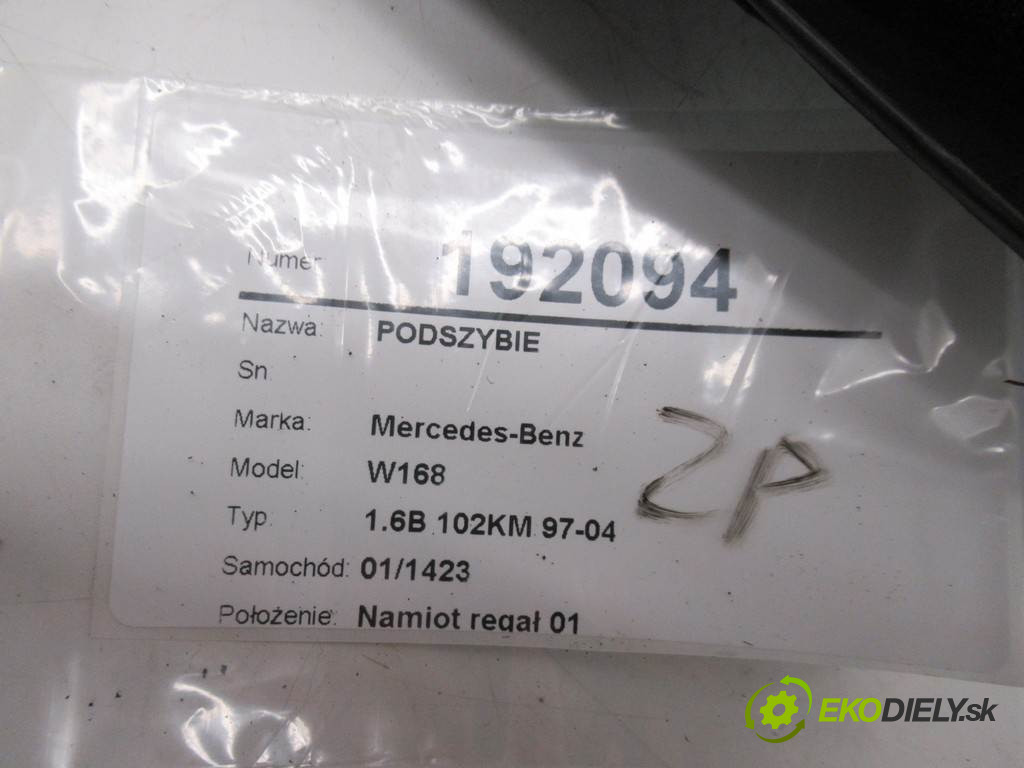 Numer 192094
Nazwa: PODSZYBIE
Sn
Marka: Mercedes-Benz
Model: W168
Typ 1.6B 102KM 97-04
Samochód: 01/1423
Położenie: Namiot regał 01
ZP
EKODIELY.sk